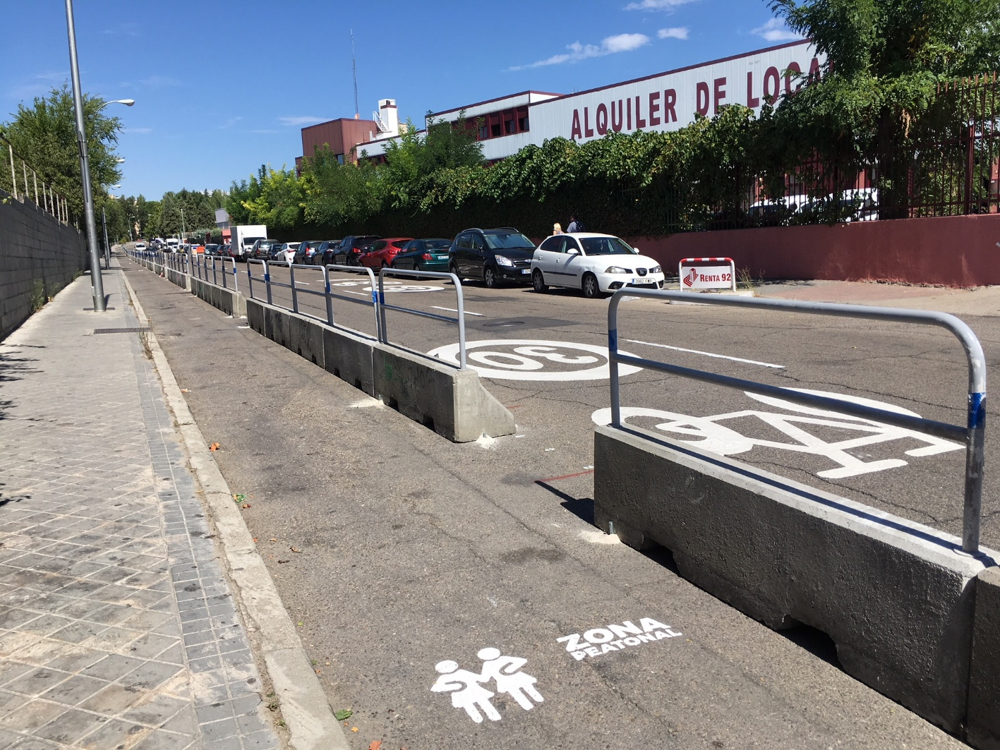 ALQUILER DE LOCA
RENTA 92
30
ZONA
PEATONAL